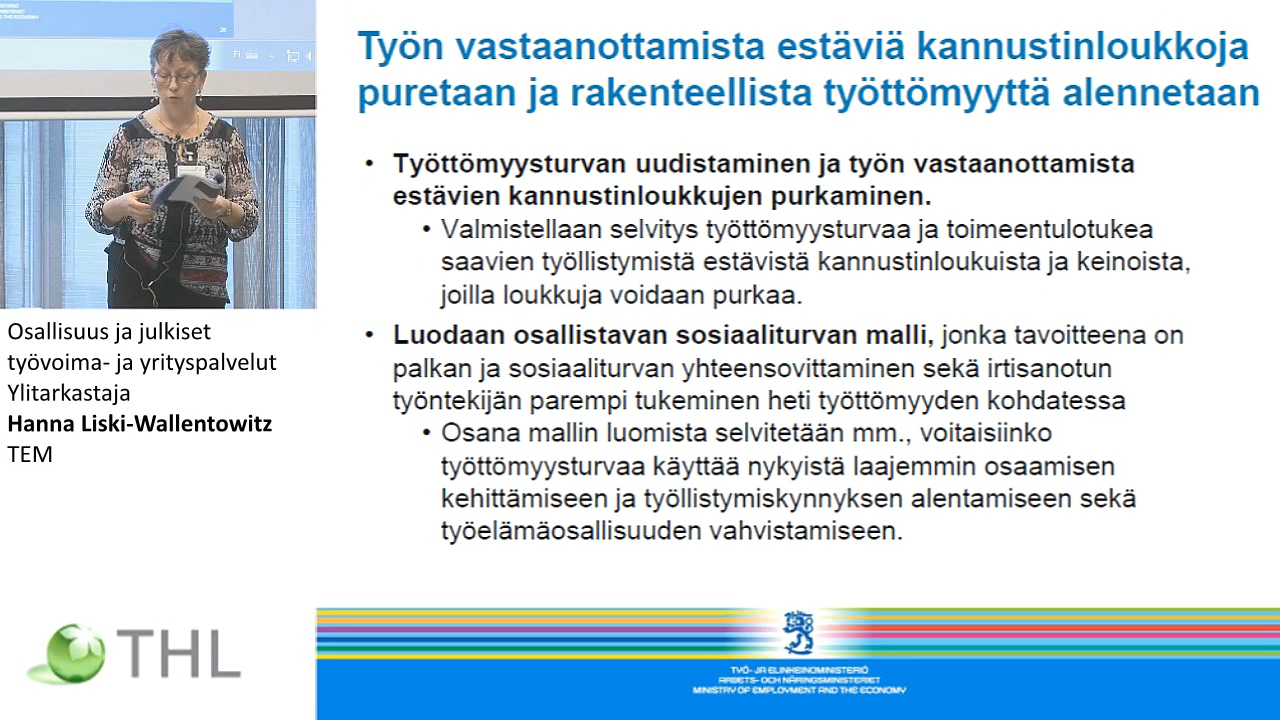 Työn vastaanottamista estäviä kannustinloukkoja
puretaan ja rakenteellista työttömyyttä alennetaan
• Työttömyysturvan uudistaminen ja työn vastaanottamista
estävien kannustinloukkujen purkaminen.
• Valmistellaan selvitys työttömyysturvaa ja toimeentulotukea
saavien työllistymistä estävistä kannustinloukuista ja keinoista,
joilla loukkuja voidaan purkaa.
• Luodaan osallistavan sosiaaliturvan malli, jonka tavoitteena on
palkan ja sosiaaliturvan yhteensovittaminen sekä irtisanotun
työntekijän parempi tukeminen heti työttömyyden kohdatessa
• Osana mallin luomista selvitetään mm., voitaisiinko
työttömyysturvaa käyttää nykyistä laajemmin osaamisen
kehittämiseen ja työllistymiskynnyksen alentamiseen sekä
työelämäosallisuuden vahvistamiseen.
FI
Osallisuus ja julkiset
työvoima- ja yrityspalvelut
Ylitarkastaja
Hanna Liski-Wallentowitz
TEM
THL
TYÖ- JA ELINKEINOMINISTERIÖ
ARBETS- OCH NÄRINGSMINISTERIET
MINISTRY OF EMPLOYMENT AND THE ECONOMY